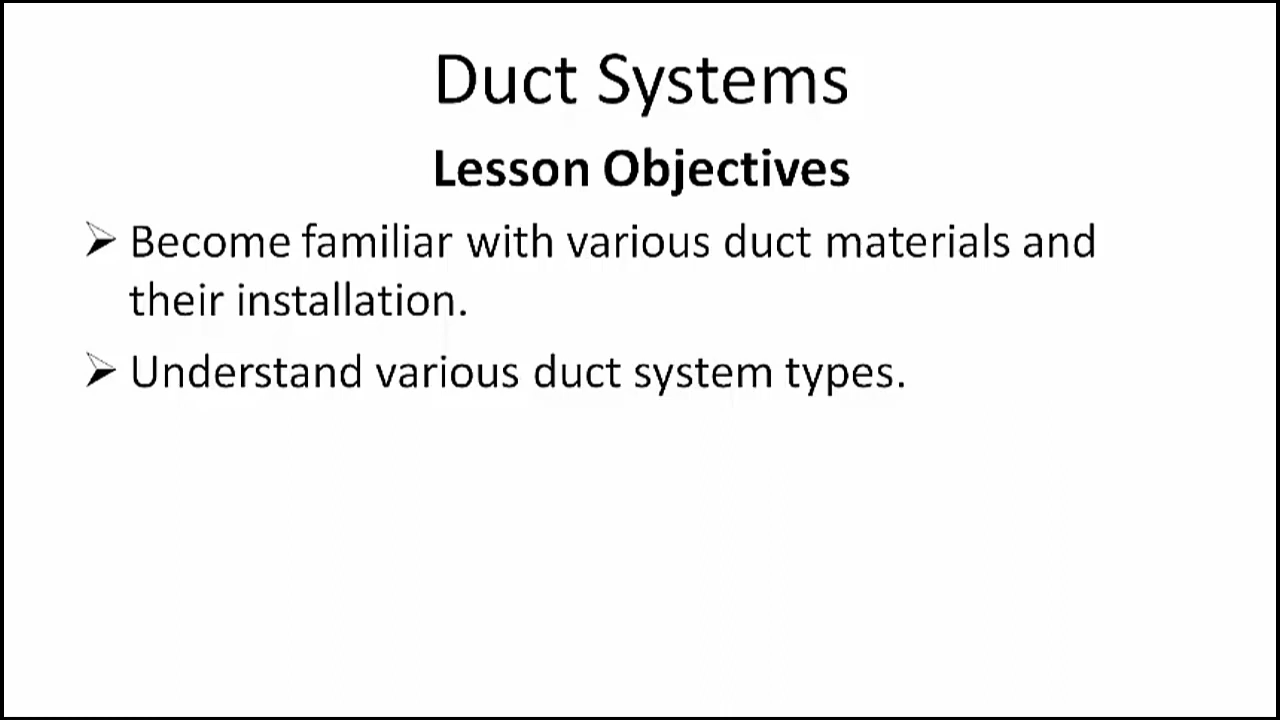 Duct Systems
Lesson Objectives
➢ Become familiar with various duct materials and
their installation.
➢ Understand various duct system types.